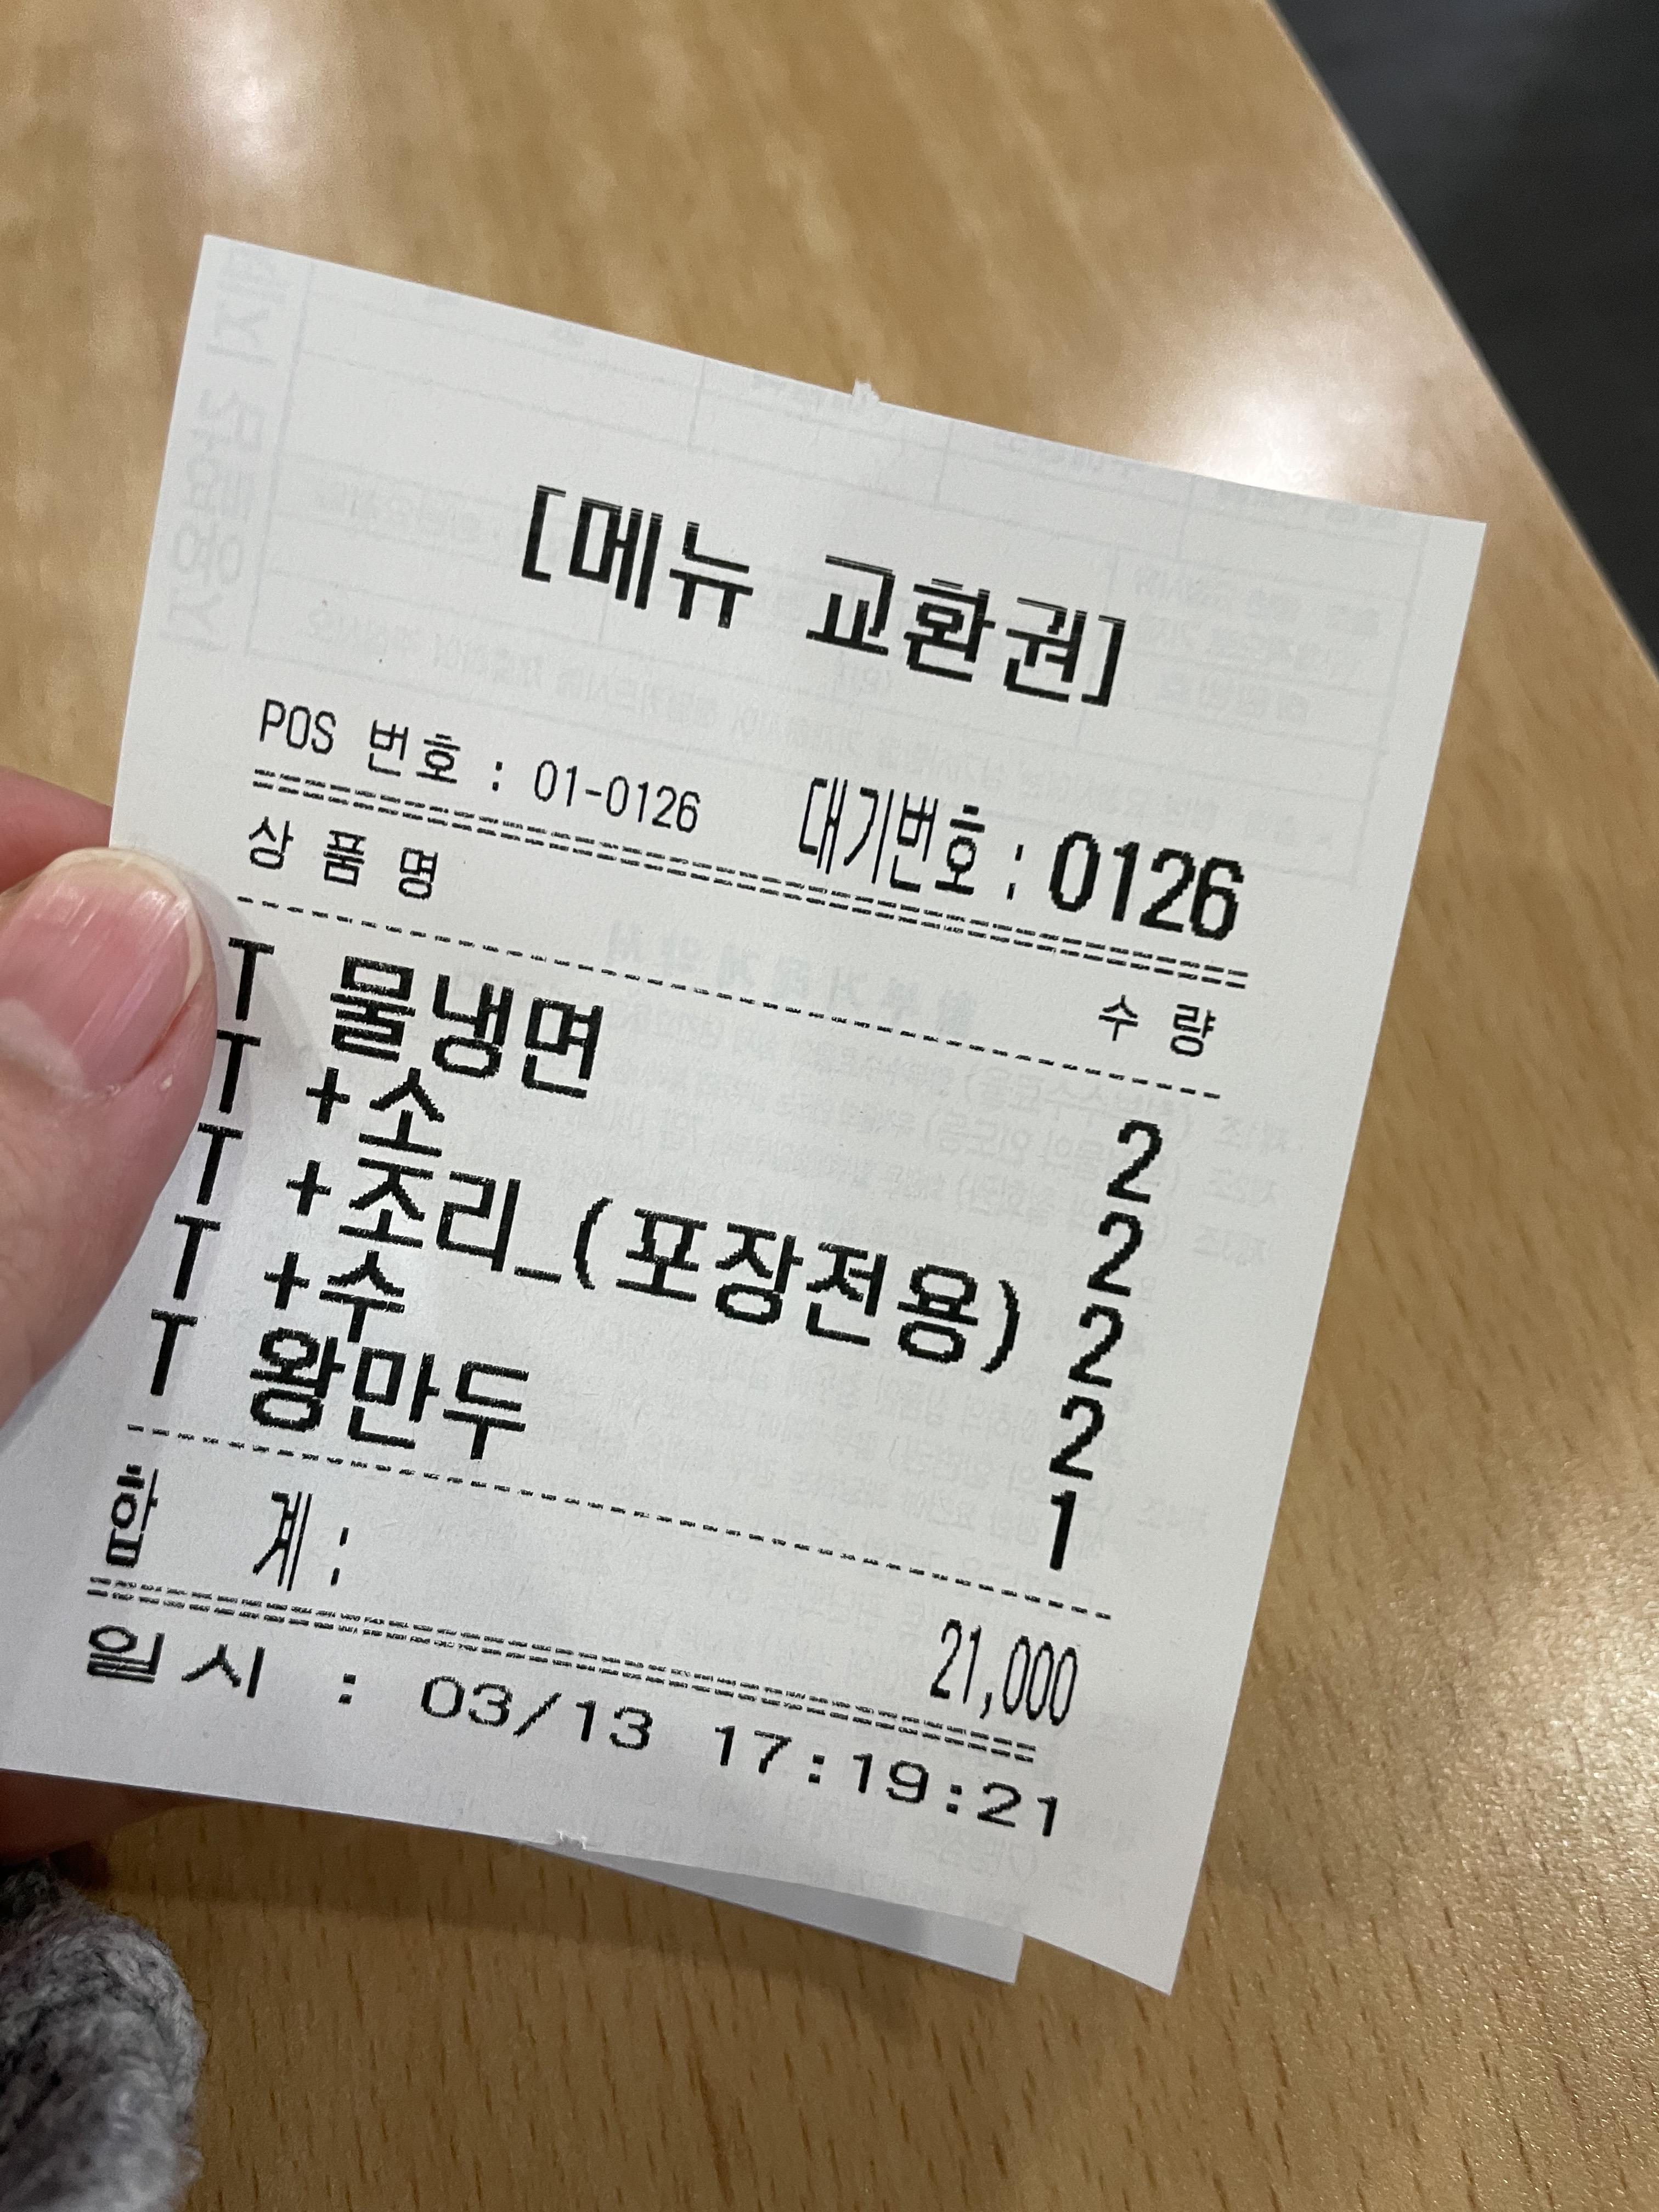 [메뉴 교환권]
POS 번호 : 01-0126 대기번호 : 0126
상 품 명 수 량
T 물냉면 2
T +소 2
T +조리_(포장전용) 2
T +수 2
T 왕만두 1
합 계: 21,000
일시 : 03/13 17:19:21